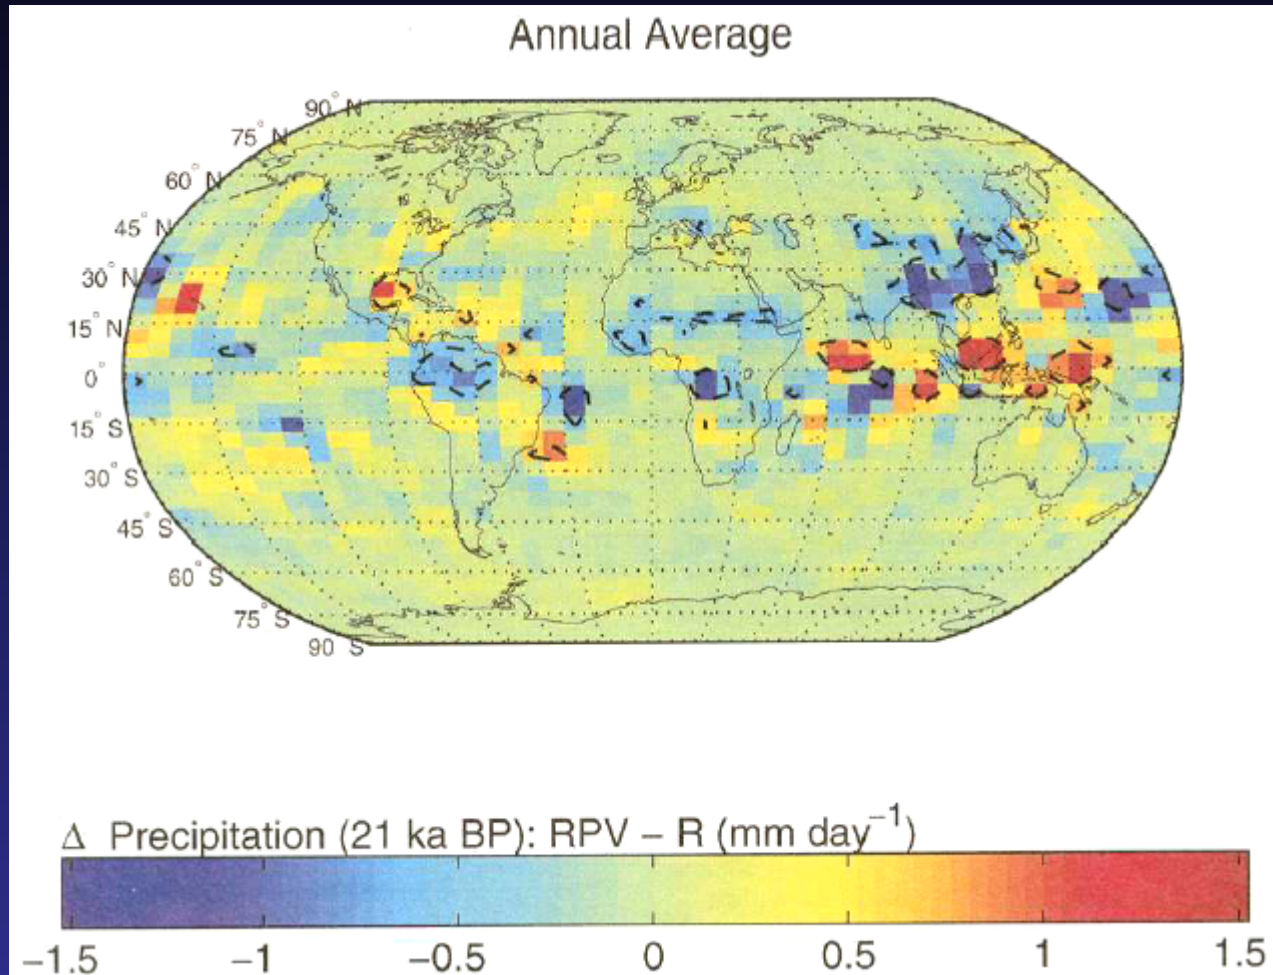 Annual Average
90° N
75° N
60° N
45° N
30° N
15° N
0°
15° S
30° S
45° S
60° S
75° S
90° S
Δ Precipitation (21 ka BP): RPV – R (mm day⁻¹)
−1.5 −1 −0.5 0 0.5 1 1.5